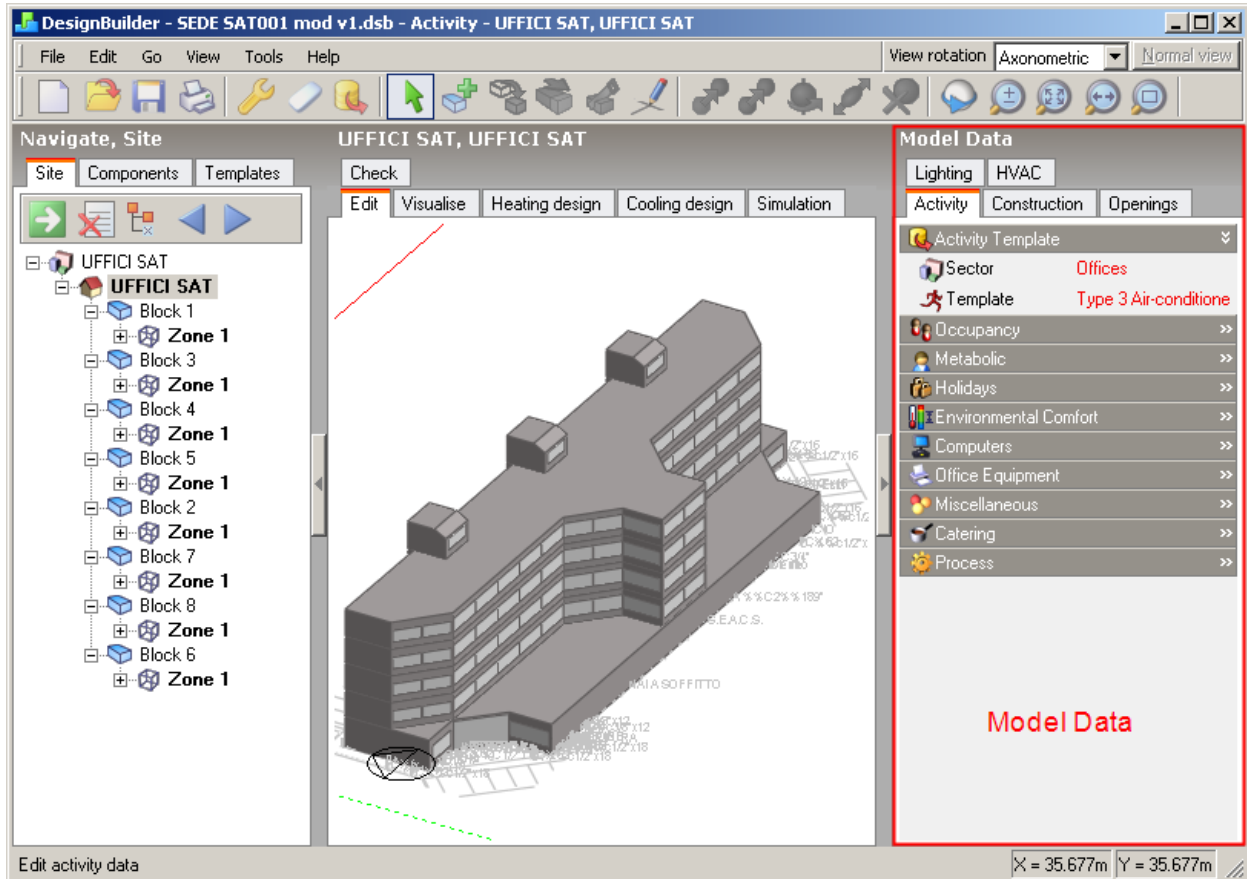 DesignBuilder - SEDE SAT001 mod v1.dsb - Activity - UFFICI SAT, UFFICI SAT
File Edit Go View Tools Help
View rotation Axonometric Normal view
Navigate, Site
Site Components Templates
UFFICI SAT
UFFICI SAT
Block 1
Zone 1
Block 3
Zone 1
Block 4
Zone 1
Block 5
Zone 1
Block 2
Zone 1
Block 7
Zone 1
Block 8
Zone 1
Block 6
Zone 1
UFFICI SAT, UFFICI SAT
Check
Edit Visualise Heating design Cooling design Simulation
Model Data
Lighting HVAC
Activity Construction Openings
Activity Template
Sector Offices
Template Type 3 Air-conditione
Occupancy
Metabolic
Holidays
Environmental Comfort
Computers
Office Equipment
Miscellaneous
Catering
Process
Model Data
Edit activity data
X = 35.677m Y = 35.677m